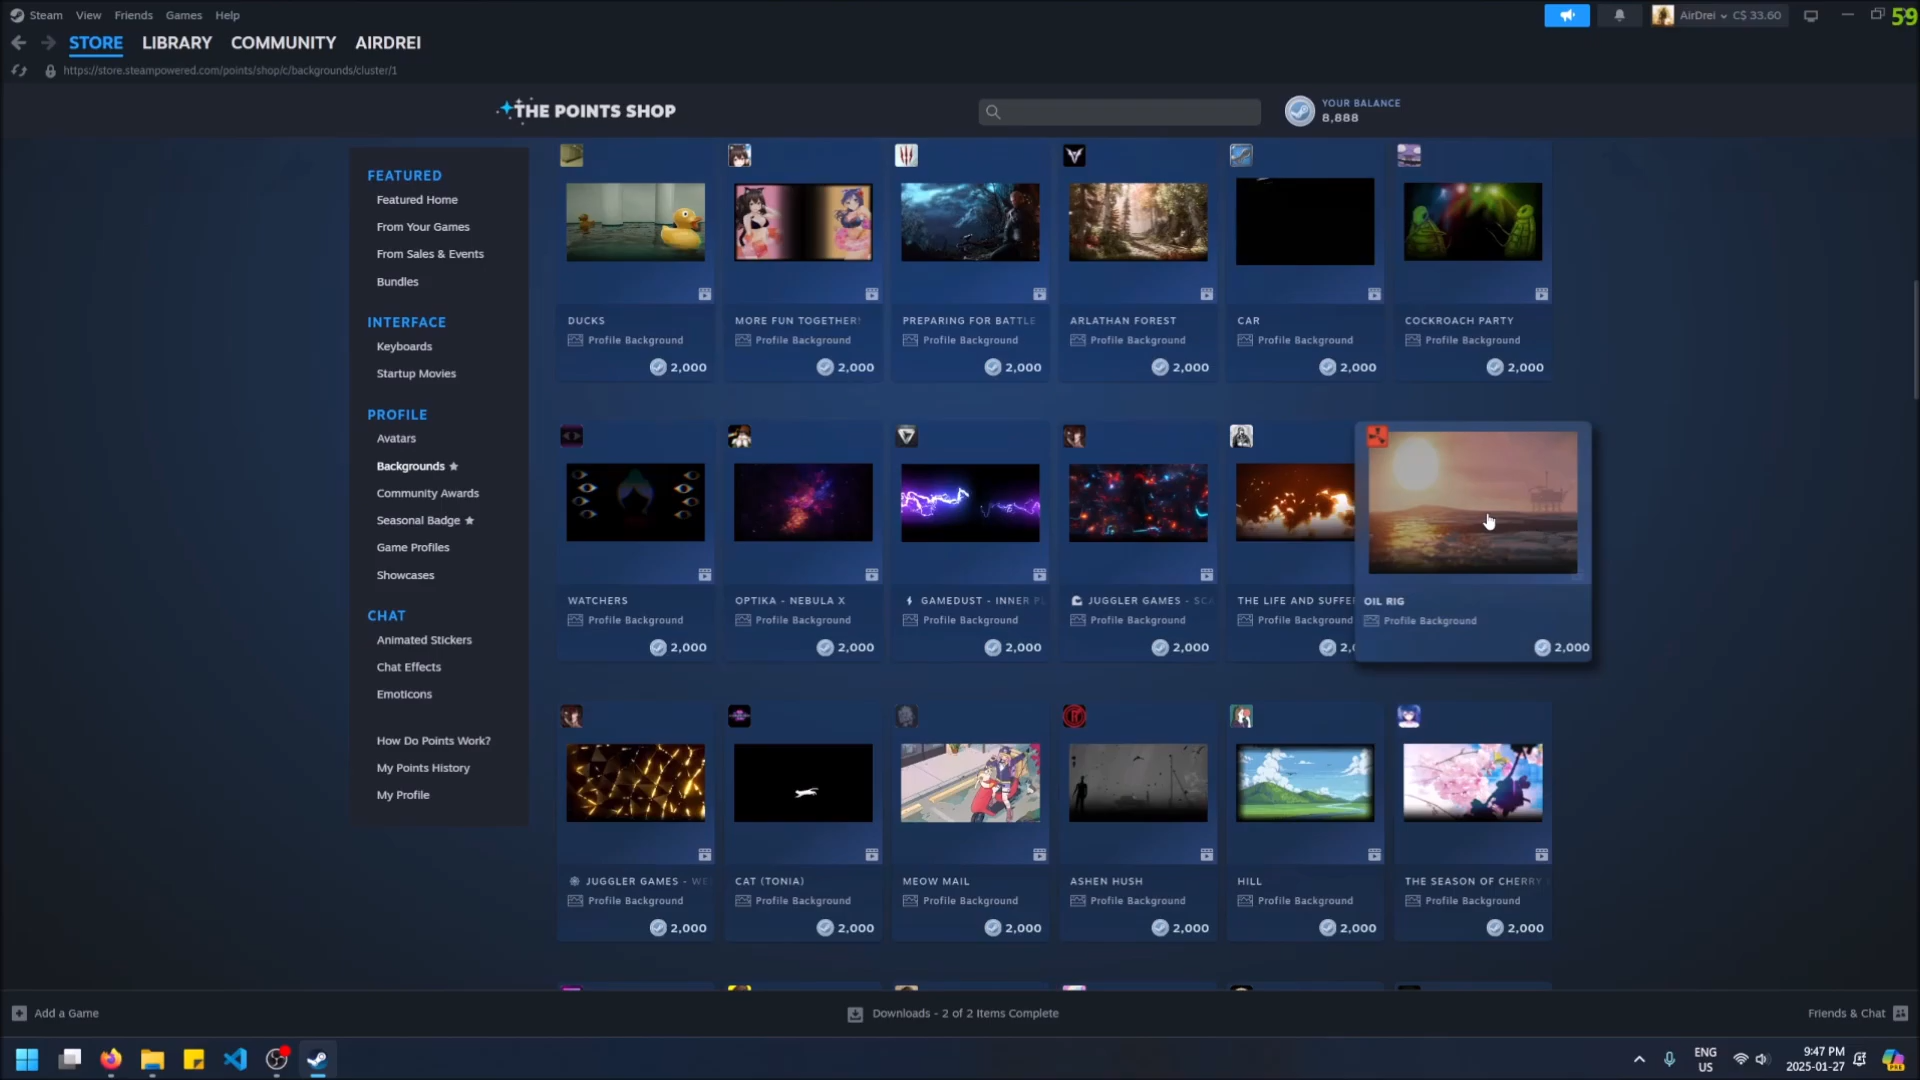 Steam View Friends Games Help
AirDrei C$ 33.60
59
STORE LIBRARY COMMUNITY AIRDREI
https://store.steampowered.com/points/shop/c/backgrounds/cluster/1
THE POINTS SHOP
YOUR BALANCE
8,888
FEATURED
Featured Home
From Your Games
From Sales & Events
Bundles
INTERFACE
Keyboards
Startup Movies
PROFILE
Avatars
Backgrounds
Community Awards
Seasonal Badge
Game Profiles
Showcases
CHAT
Animated Stickers
Chat Effects
Emoticons
How Do Points Work?
My Points History
My Profile
DUCKS
Profile Background
2,000
MORE FUN TOGETHER!
Profile Background
2,000
PREPARING FOR BATTLE
Profile Background
2,000
ARLATHAN FOREST
Profile Background
2,000
CAR
Profile Background
2,000
COCKROACH PARTY
Profile Background
2,000
WATCHERS
Profile Background
2,000
OPTIKA - NEBULA X
Profile Background
2,000
GAMEDUST - INNER
Profile Background
2,000
JUGGLER GAMES -
Profile Background
2,000
THE LIFE AND
Profile Background
OIL RIG
Profile Background
2,000
JUGGLER GAMES -
Profile Background
2,000
CAT (TONIA)
Profile Background
2,000
MEOW MAIL
Profile Background
2,000
ASHEN HUSH
Profile Background
2,000
HILL
Profile Background
2,000
THE SEASON OF CHERRY
Profile Background
2,000
Add a Game
Downloads - 2 of 2 Items Complete
Friends & Chat
ENG
US
9:47 PM
2025-01-27
PRE